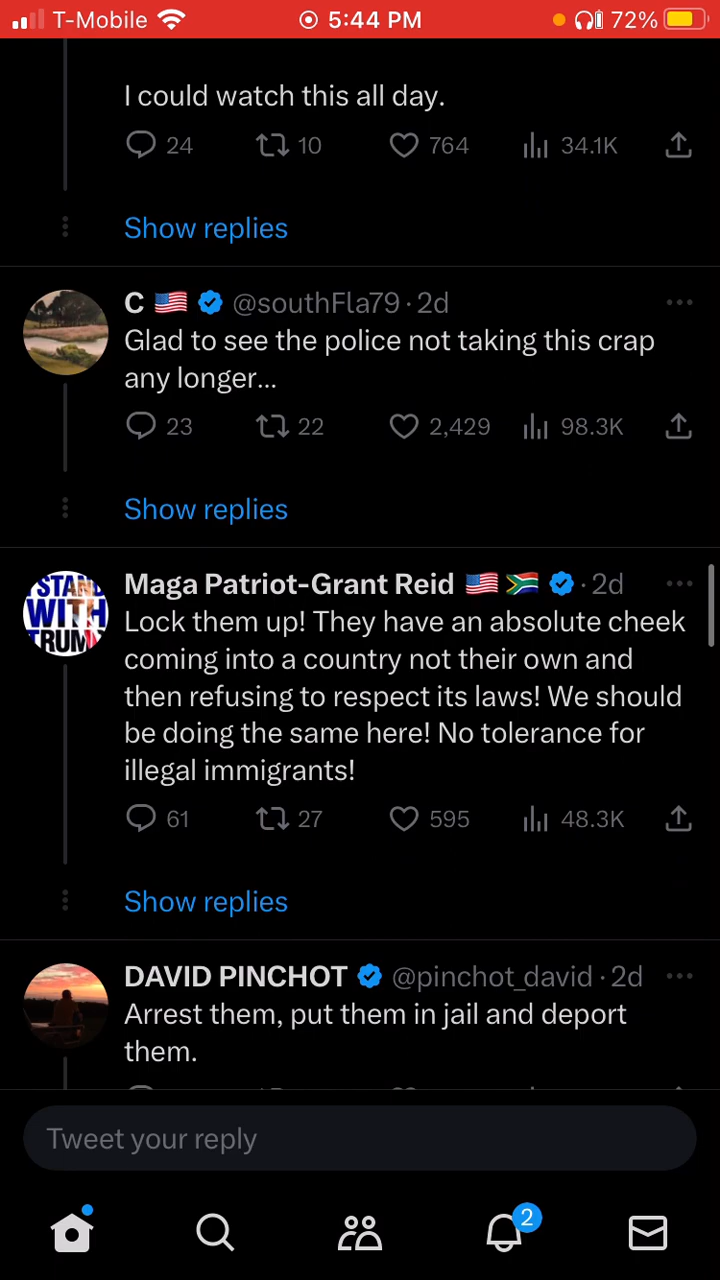 T-Mobile 5:44 PM 72%
I could watch this all day.
24 10 764 34.1K
Show replies
C @southFla79 · 2d
Glad to see the police not taking this crap
any longer...
23 22 2,429 98.3K
Show replies
Maga Patriot-Grant Reid · 2d
STAND
WITH
TRUMP
Lock them up! They have an absolute cheek
coming into a country not their own and
then refusing to respect its laws! We should
be doing the same here! No tolerance for
illegal immigrants!
61 27 595 48.3K
Show replies
DAVID PINCHOT @pinchot_david · 2d
Arrest them, put them in jail and deport
them.
Tweet your reply
2